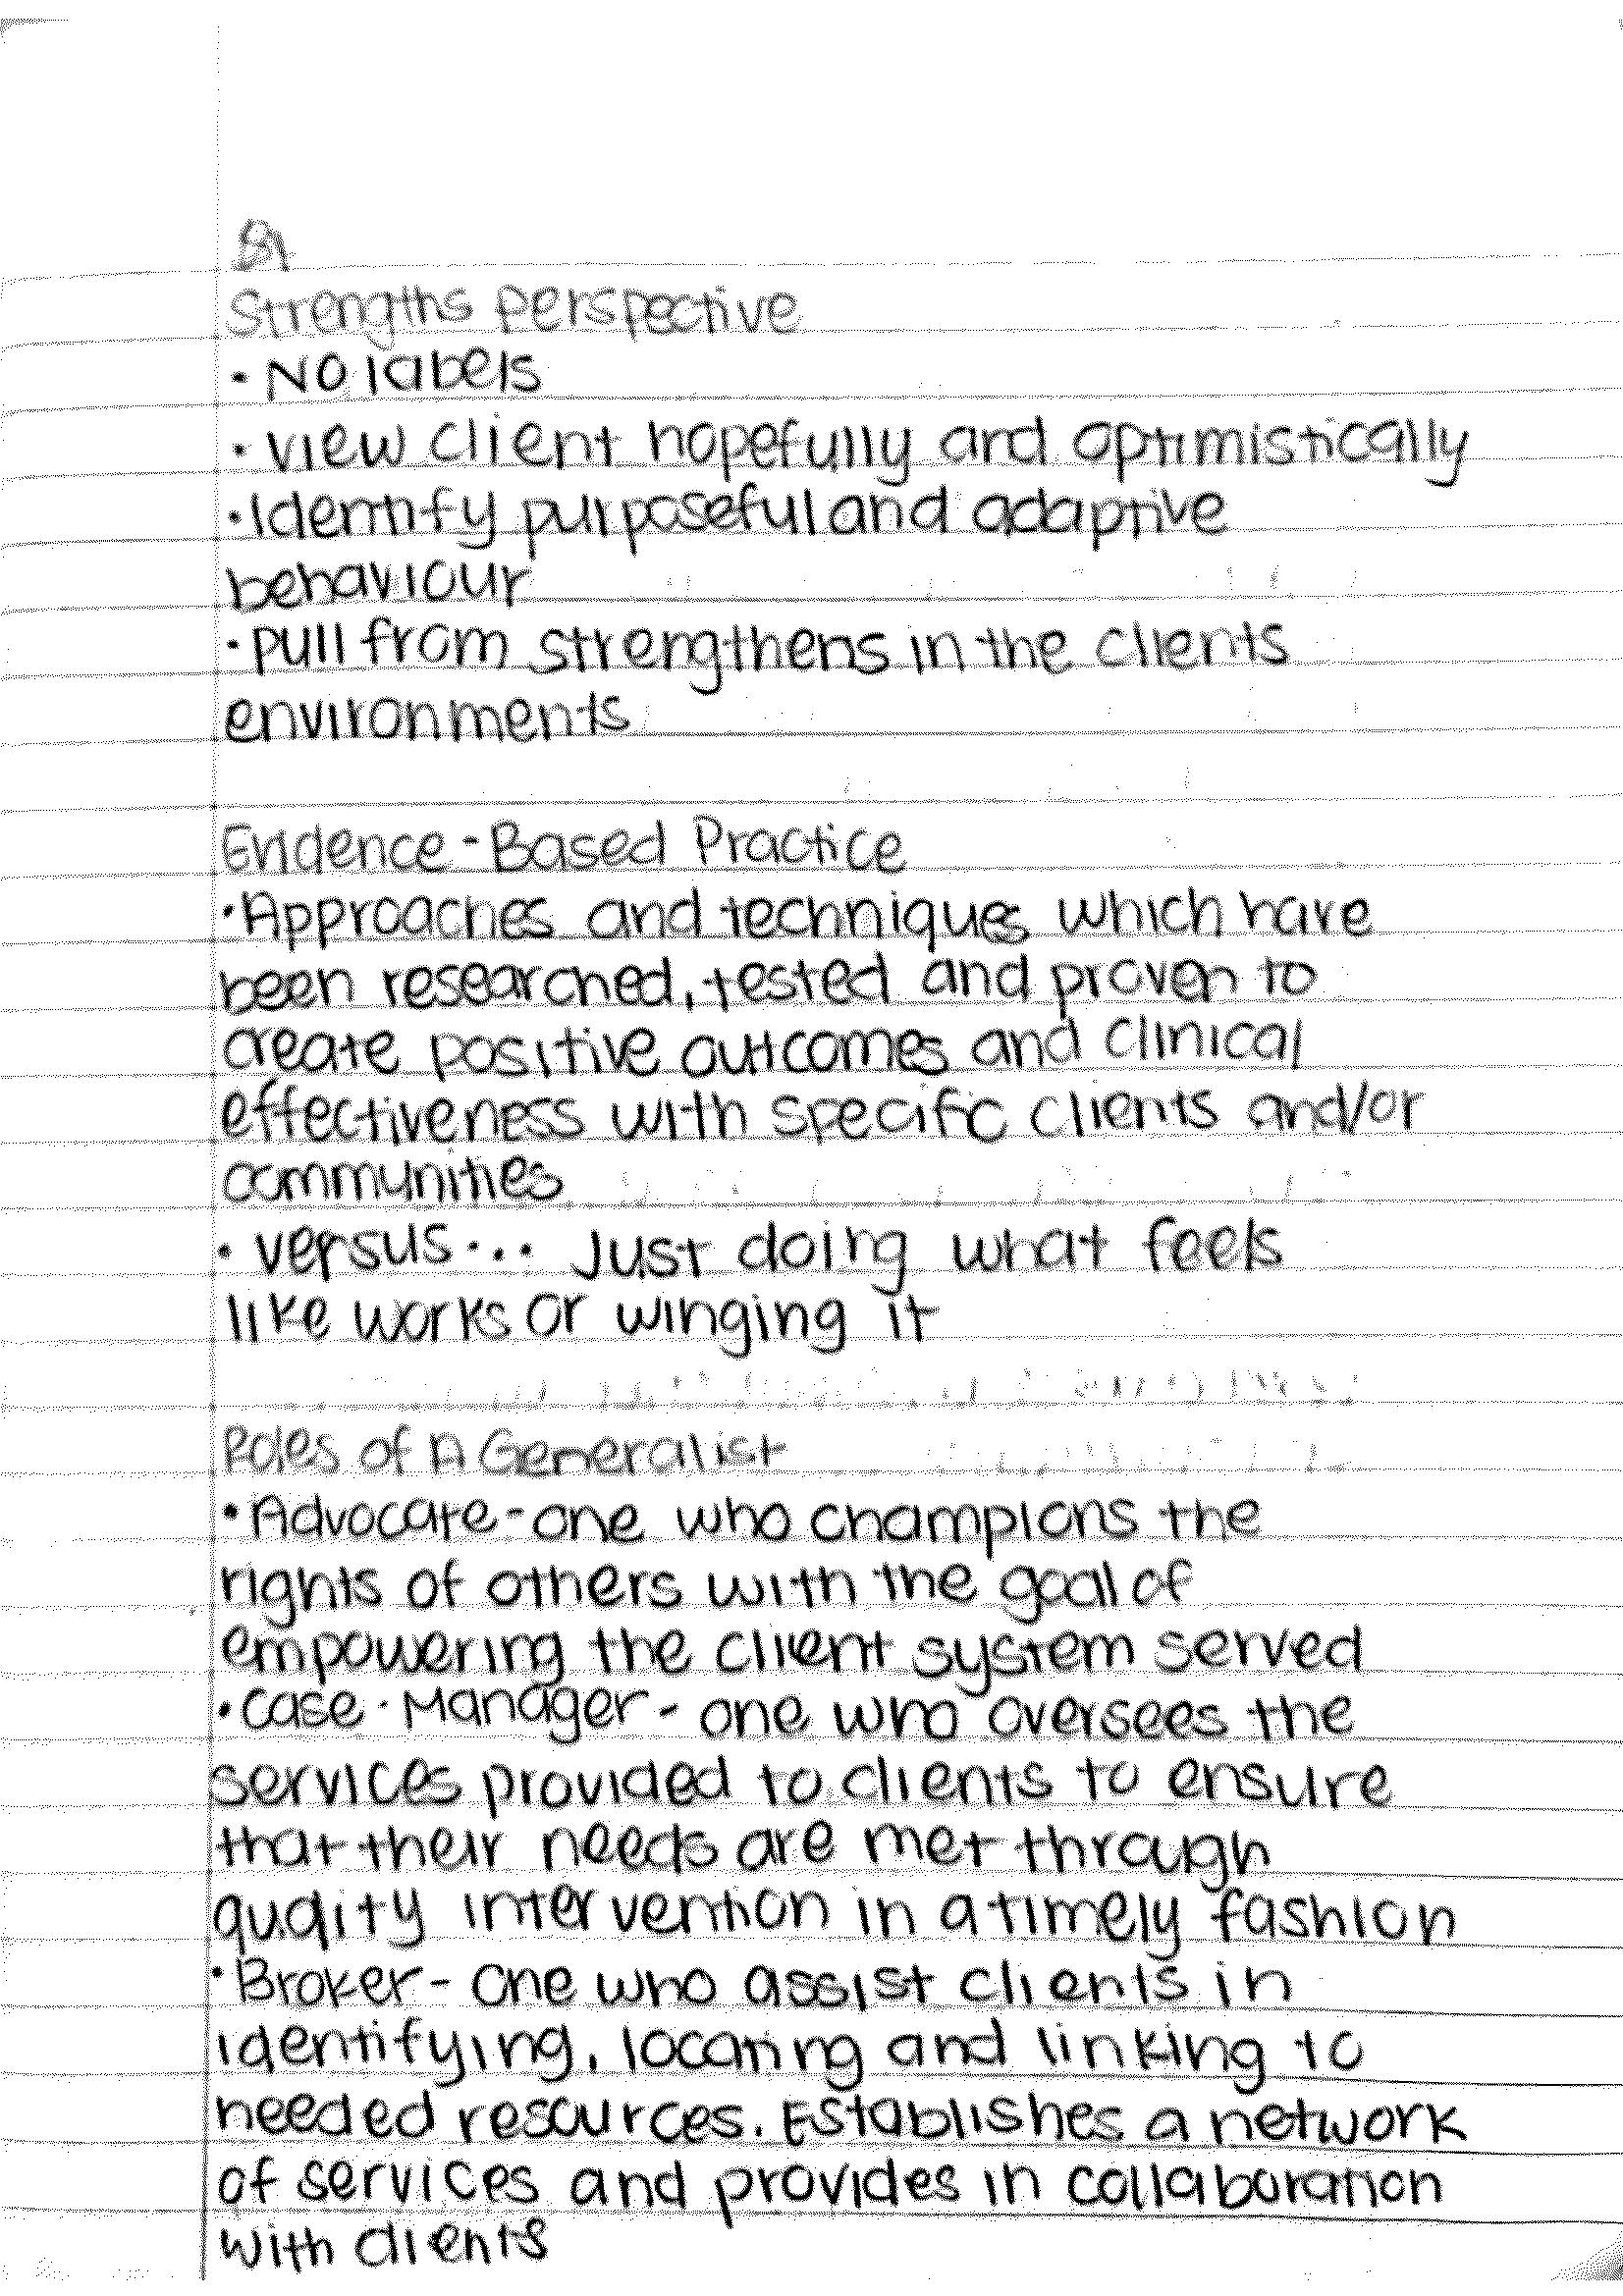 Strengths Perspective
• No labels
• view client hopefully and optimistically
• Identify purposeful and adaptive
behaviour
• pull from strengthens in the clients
environments
Evidence-Based Practice
• Approaches and techniques which have
been researched, tested and proven to
create positive outcomes and clinical
effectiveness with specific clients and/or
communities
• versus... Just doing what feels
like works or winging it
Roles of A Generalist
• Advocate - one who champions the
rights of others with the goal of
empowering the client system served
• Case-Manager - one who oversees the
services provided to clients to ensure
that their needs are met through
quality intervention in a timely fashion
• Broker - one who assist clients in
identifying, locating and linking to
needed resources. Establishes a network
of services and provides in collaboration
with clients